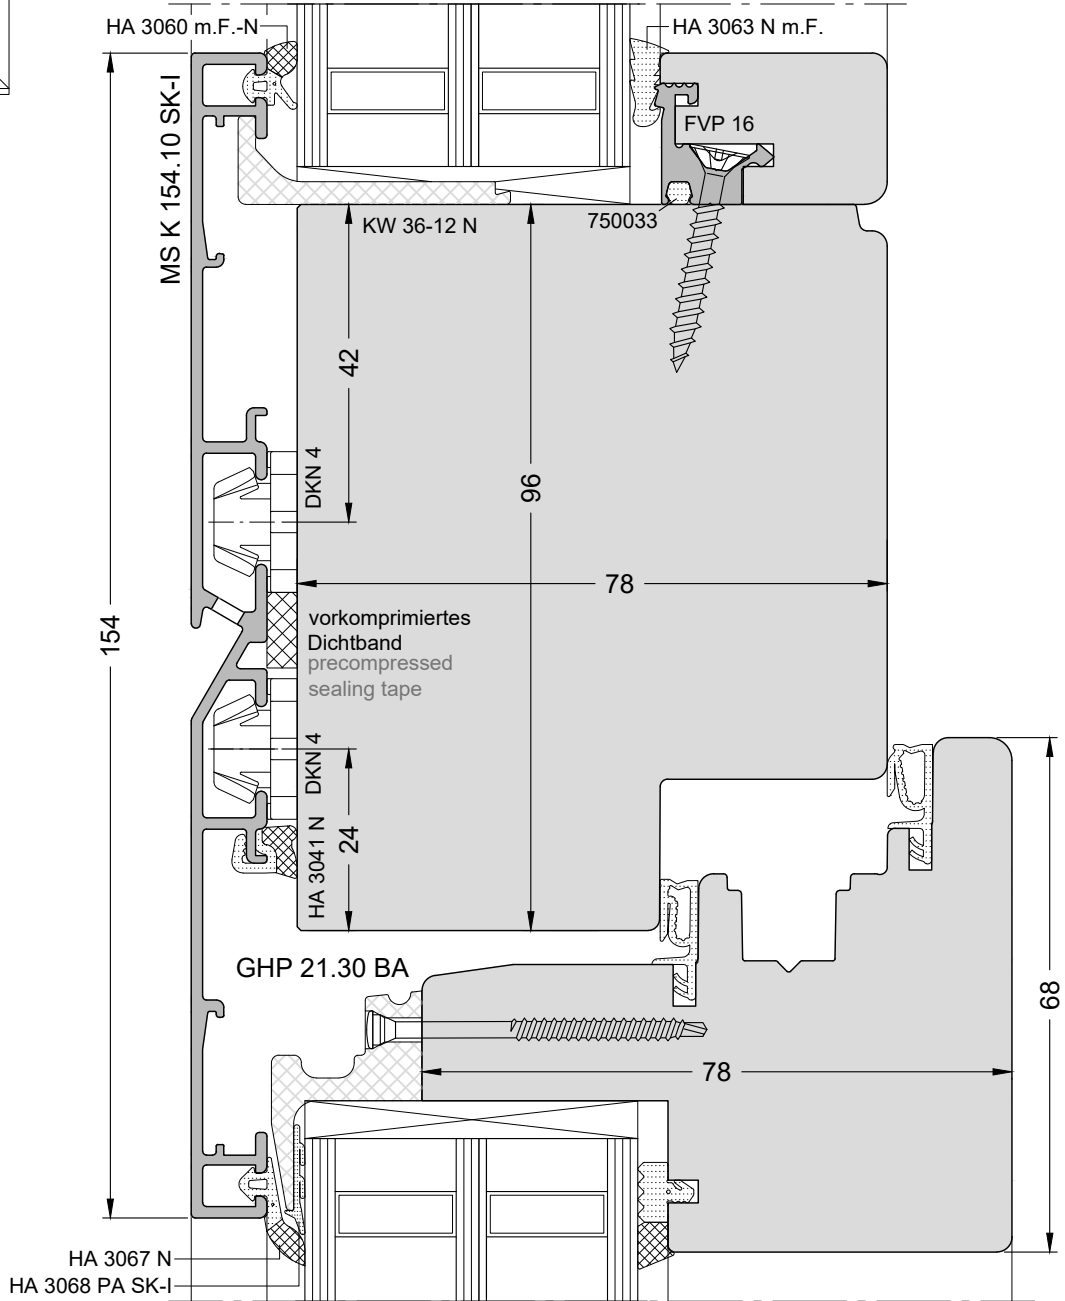 HA 3060 m.F.-N
HA 3063 N m.F.
MS K 154.10 SK-I
FVP 16
KW 36-12 N
750033
42
DKN 4
96
78
154
vorkomprimiertes
Dichtband
precompressed
sealing tape
DKN 4
24
HA 3041 N
GHP 21.30 BA
68
78
HA 3067 N
HA 3068 PA SK-I